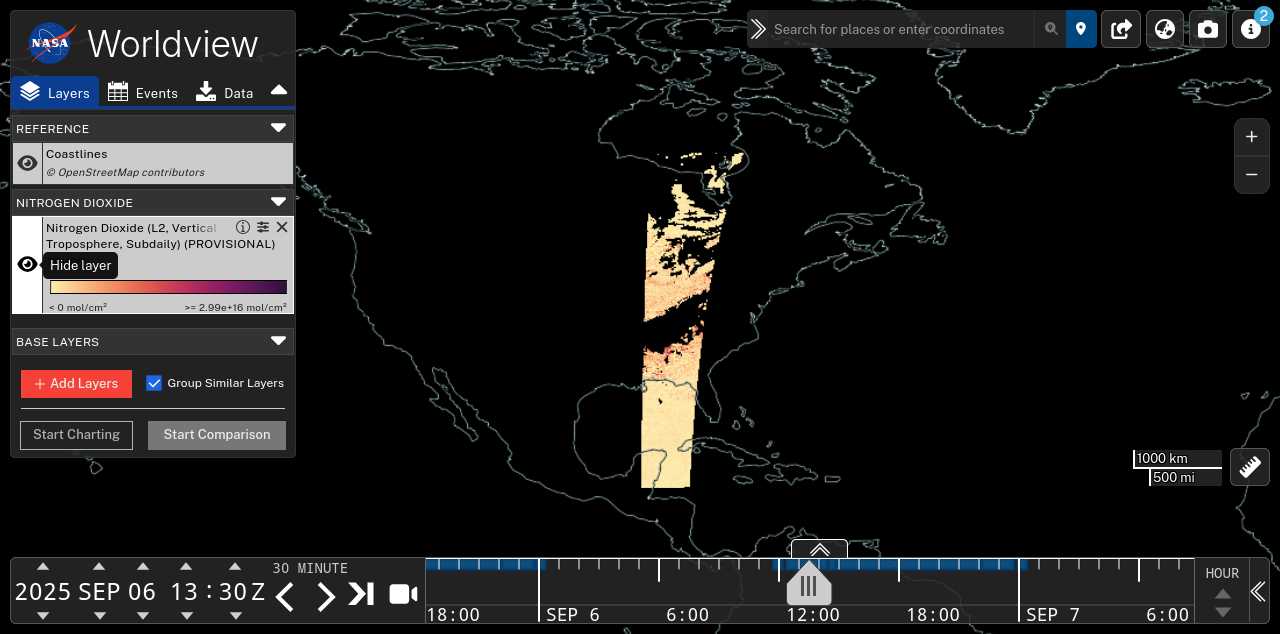 NASA
Worldview
Search for places or enter coordinates
2
Layers
Events
Data
REFERENCE
Coastlines
© OpenStreetMap contributors
NITROGEN DIOXIDE
Nitrogen Dioxide (L2, Vertical
Troposphere, Subdaily) (PROVISIONAL)
Hide layer
< 0 mol/cm²
>= 2.99e+16 mol/cm²
BASE LAYERS
+ Add Layers
Group Similar Layers
Start Charting
Start Comparison
+
−
1000 km
500 mi
30 MINUTE
2025 SEP 06 13 : 30 Z
18:00
SEP 6
6:00
12:00
18:00
SEP 7
6:00
HOUR